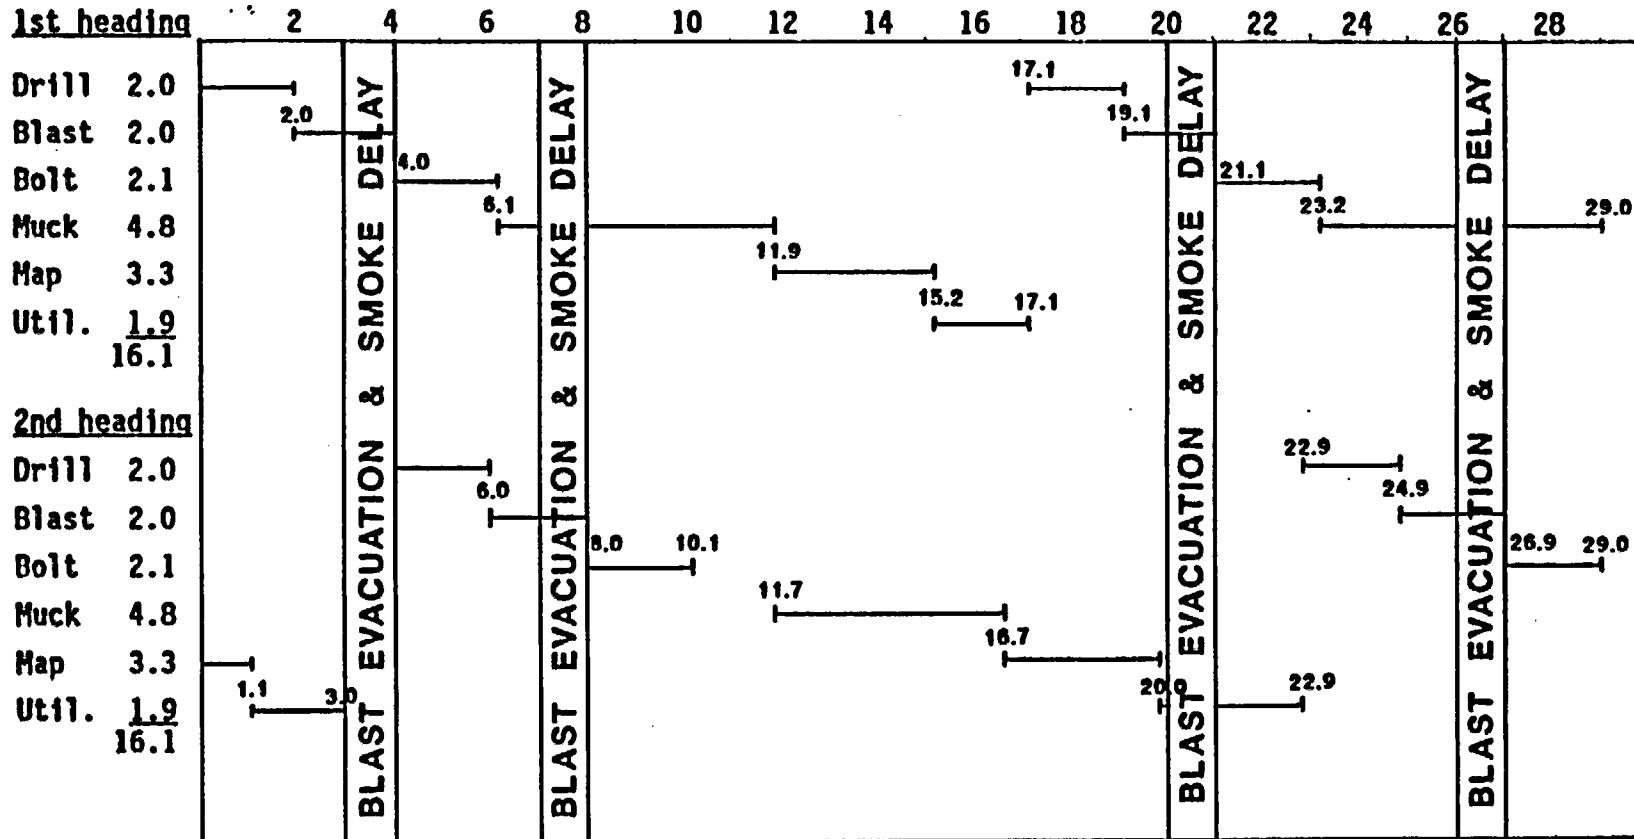 1st heading 2 4 6 8 10 12 14 16 18 20 22 24 26 28
Drill 2.0 17.1
2.0 19.1
Blast 2.0
4.0 21.1
Bolt 2.1
6.1 23.2 29.0
Muck 4.8
11.9
Map 3.3
15.2 17.1
Util. 1.9
16.1
2nd heading
22.9
Drill 2.0
6.0 24.9
Blast 2.0
8.0 10.1 26.9 29.0
Bolt 2.1
11.7
Muck 4.8
16.7
Map 3.3
1.1 3.0 20.0 22.9
Util. 1.9
16.1
BLAST EVACUATION & SMOKE DELAY
BLAST EVACUATION & SMOKE DELAY
BLAST EVACUATION & SMOKE DELAY
BLAST EVACUATION & SMOKE DELAY